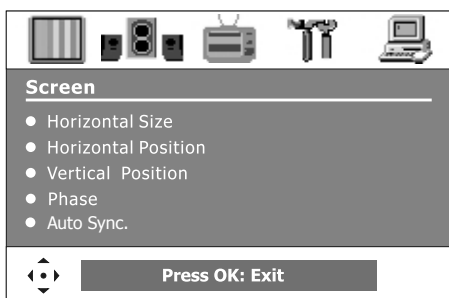 Screen
Horizontal Size
Horizontal Position
Vertical Position
Phase
Auto Sync.
Press OK: Exit